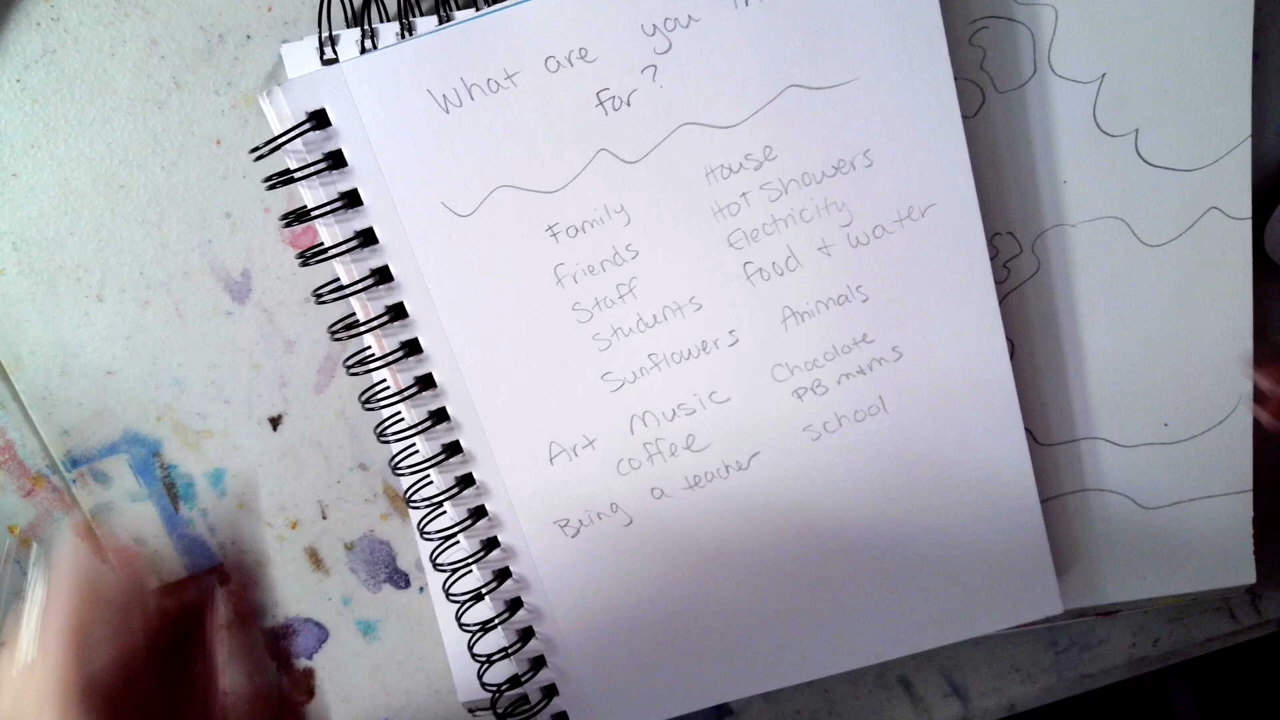 What are you
for?
Family
friends
Staff
Students
Sunflowers
Art Music
coffee
Being a teacher
House
Hot Showers
Electricity
food + water
Animals
Chocolate
PB m+ms
school